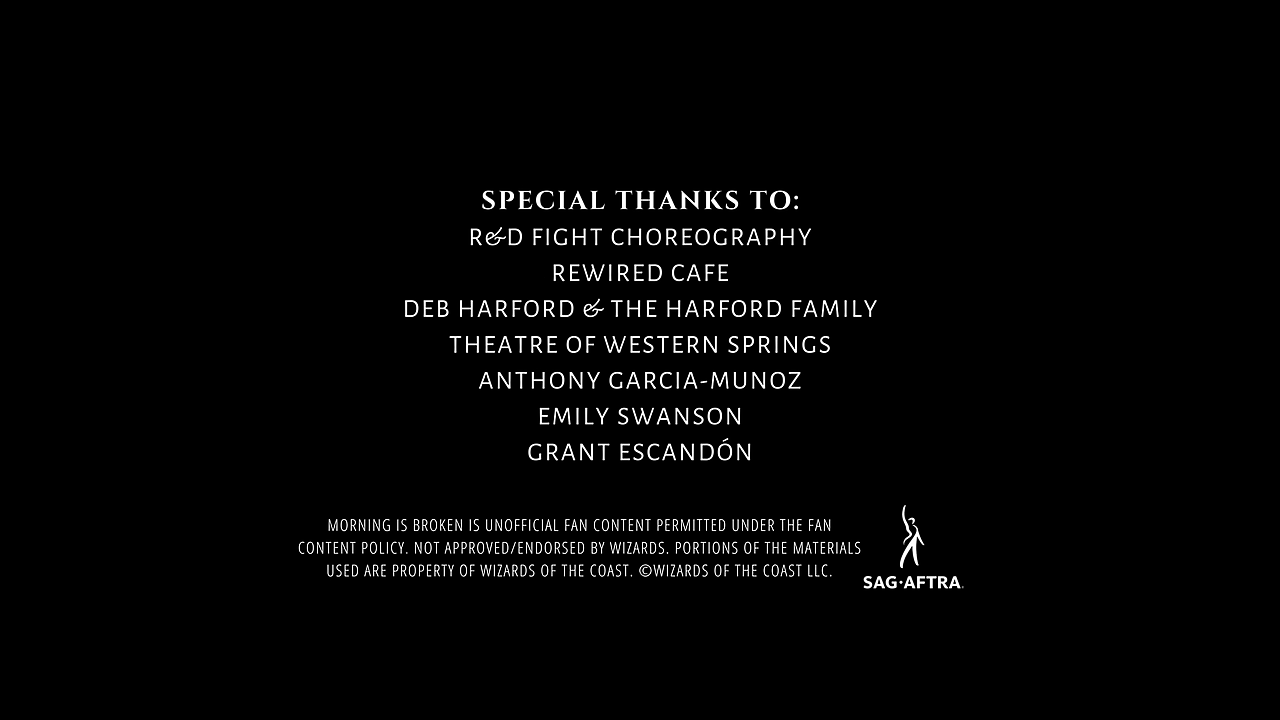 SPECIAL THANKS TO:
R&D FIGHT CHOREOGRAPHY
REWIRED CAFE
DEB HARFORD & THE HARFORD FAMILY
THEATRE OF WESTERN SPRINGS
ANTHONY GARCIA-MUNOZ
EMILY SWANSON
GRANT ESCANDÓN
MORNING IS BROKEN IS UNOFFICIAL FAN CONTENT PERMITTED UNDER THE FAN
CONTENT POLICY. NOT APPROVED/ENDORSED BY WIZARDS. PORTIONS OF THE MATERIALS
USED ARE PROPERTY OF WIZARDS OF THE COAST. ©WIZARDS OF THE COAST LLC.
SAG·AFTRA